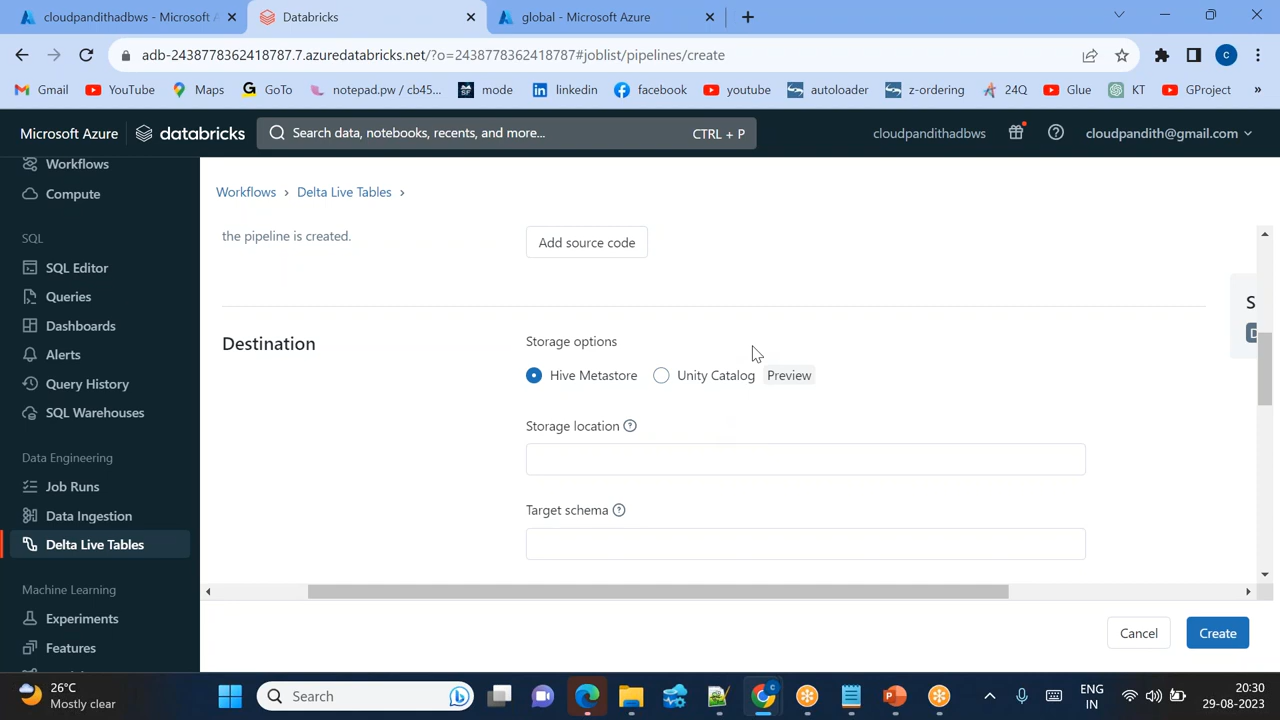 cloudpandithadbws - Microsoft Az
Databricks
global - Microsoft Azure
adb-2438778362418787.7.azuredatabricks.net/?o=2438778362418787#joblist/pipelines/create
C
Gmail
YouTube
Maps
GoTo
notepad.pw / cb45...
mode
linkedin
facebook
youtube
autoloader
z-ordering
24Q
Glue
KT
GProject
»
Microsoft Azure
databricks
Search data, notebooks, recents, and more...
CTRL + P
cloudpandithadbws
cloudpandith@gmail.com
Workflows
Compute
SQL
SQL Editor
Queries
Dashboards
Alerts
Query History
SQL Warehouses
Data Engineering
Job Runs
Data Ingestion
Delta Live Tables
Machine Learning
Experiments
Features
Workflows › Delta Live Tables ›
the pipeline is created.
Add source code
Destination
Storage options
Hive Metastore
Unity Catalog
Preview
Storage location
Target schema
S
D
Cancel
Create
26°C
Mostly clear
Search
ENG
IN
20:30
29-08-2023